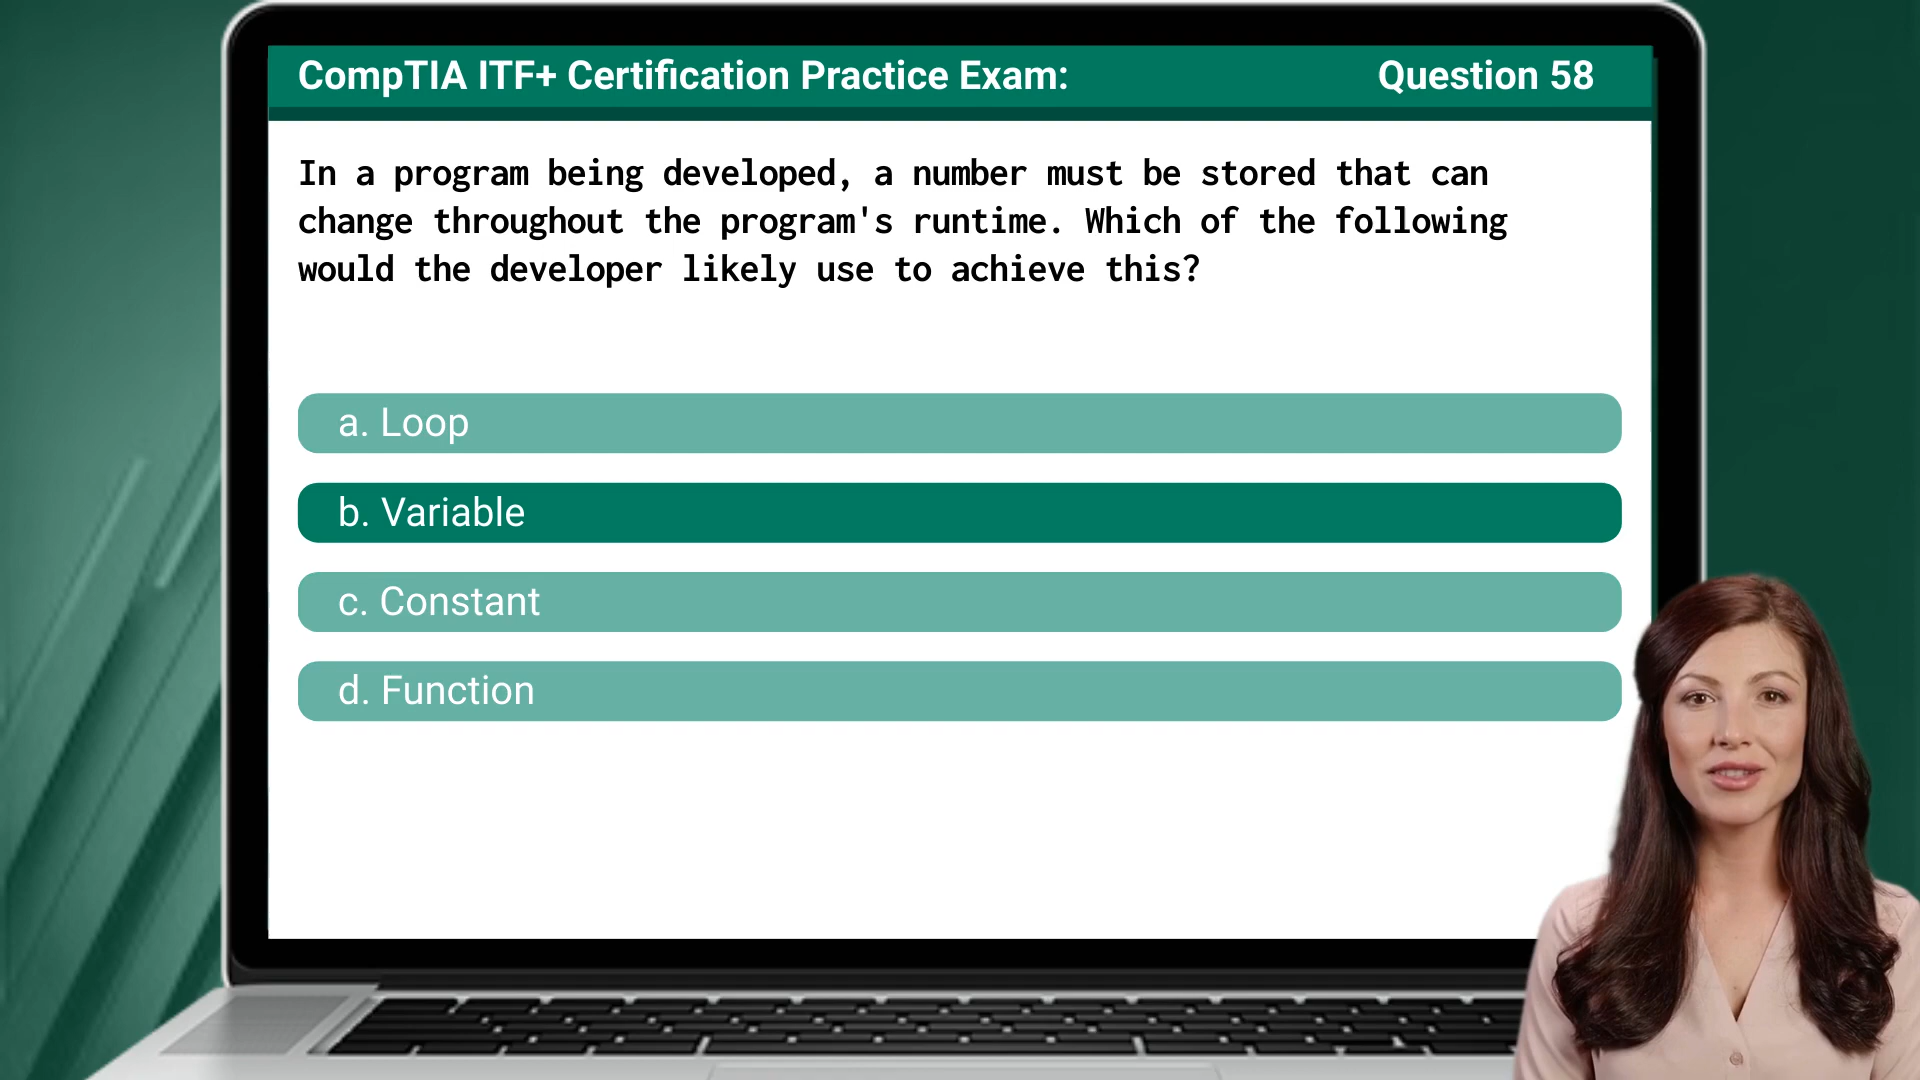 CompTIA ITF+ Certification Practice Exam:
Question 58
In a program being developed, a number must be stored that can
change throughout the program's runtime. Which of the following
would the developer likely use to achieve this?
a. Loop
b. Variable
c. Constant
d. Function